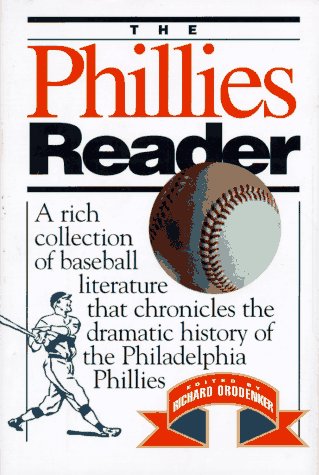 THE
Phillies
Reader
A rich
collection
of baseball
literature
that chronicles the
dramatic history of
the Philadelphia
Phillies
EDITED BY
RICHARD ORODENKER